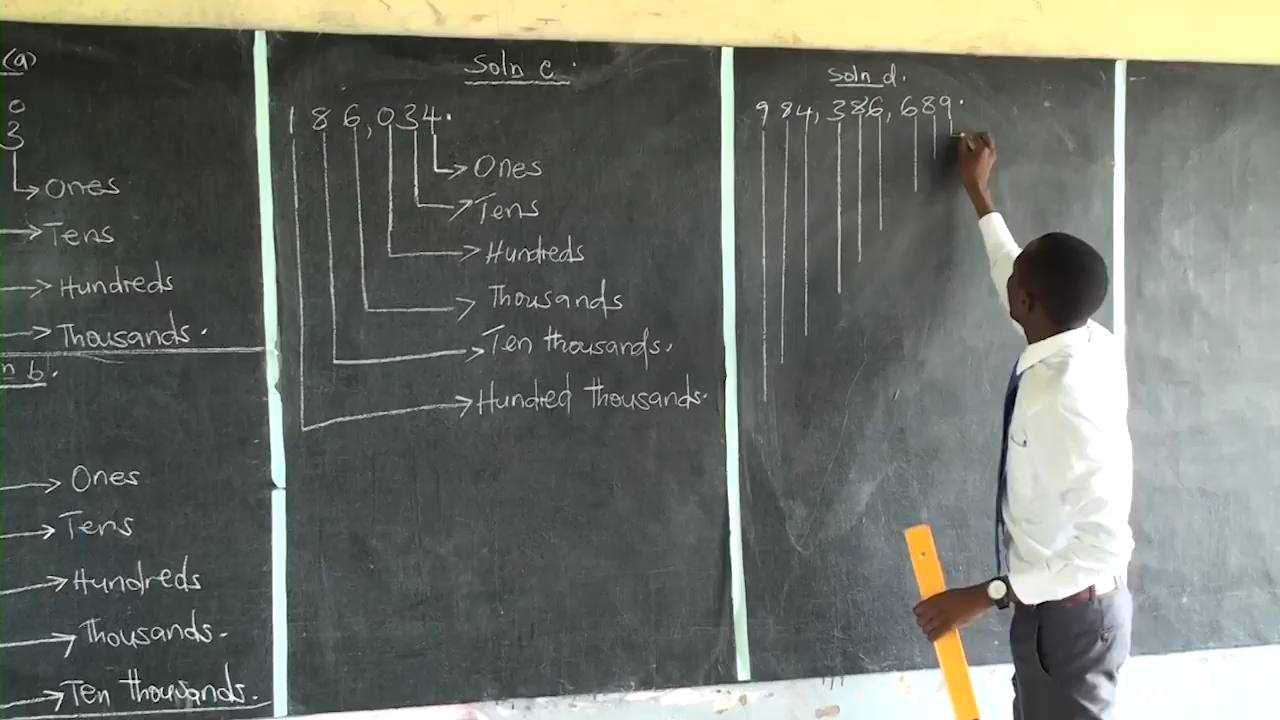 (a)
0
3
Ones
Tens
Hundreds
Thousands.
n b.
Ones
Tens
Hundreds
Thousands.
Ten thousands.
Soln c.
186,034.
Ones
Tens
Hundreds
Thousands
Ten thousands.
Hundred thousands.
Soln d.
984,386,689.